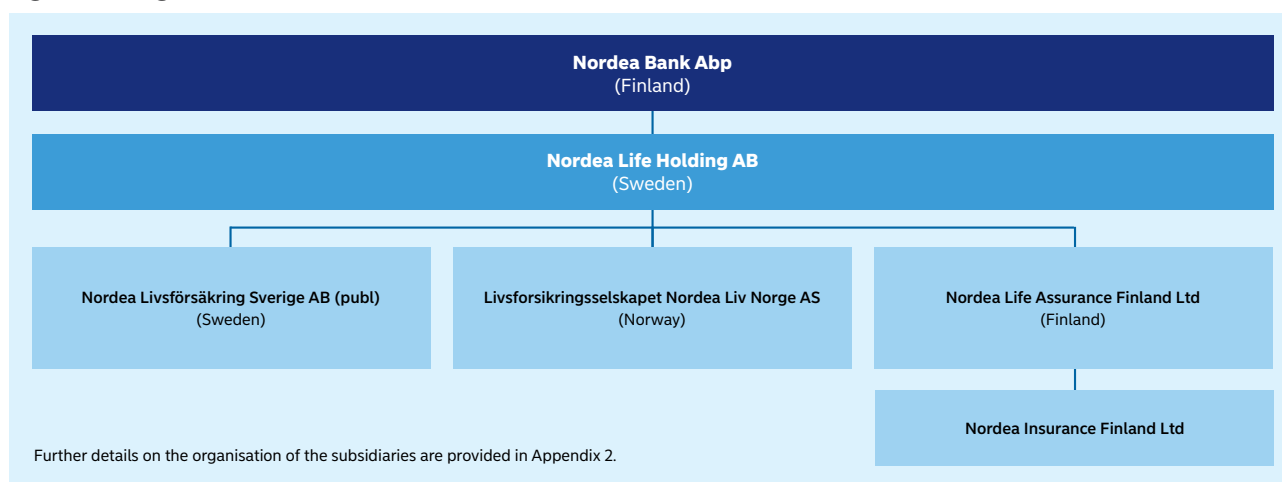 Nordea Bank Abp
(Finland)
Nordea Life Holding AB
(Sweden)
Nordea Livsförsäkring Sverige AB (publ)
(Sweden)
Livsforsikringsselskapet Nordea Liv Norge AS
(Norway)
Nordea Life Assurance Finland Ltd
(Finland)
Nordea Insurance Finland Ltd
Further details on the organisation of the subsidiaries are provided in Appendix 2.